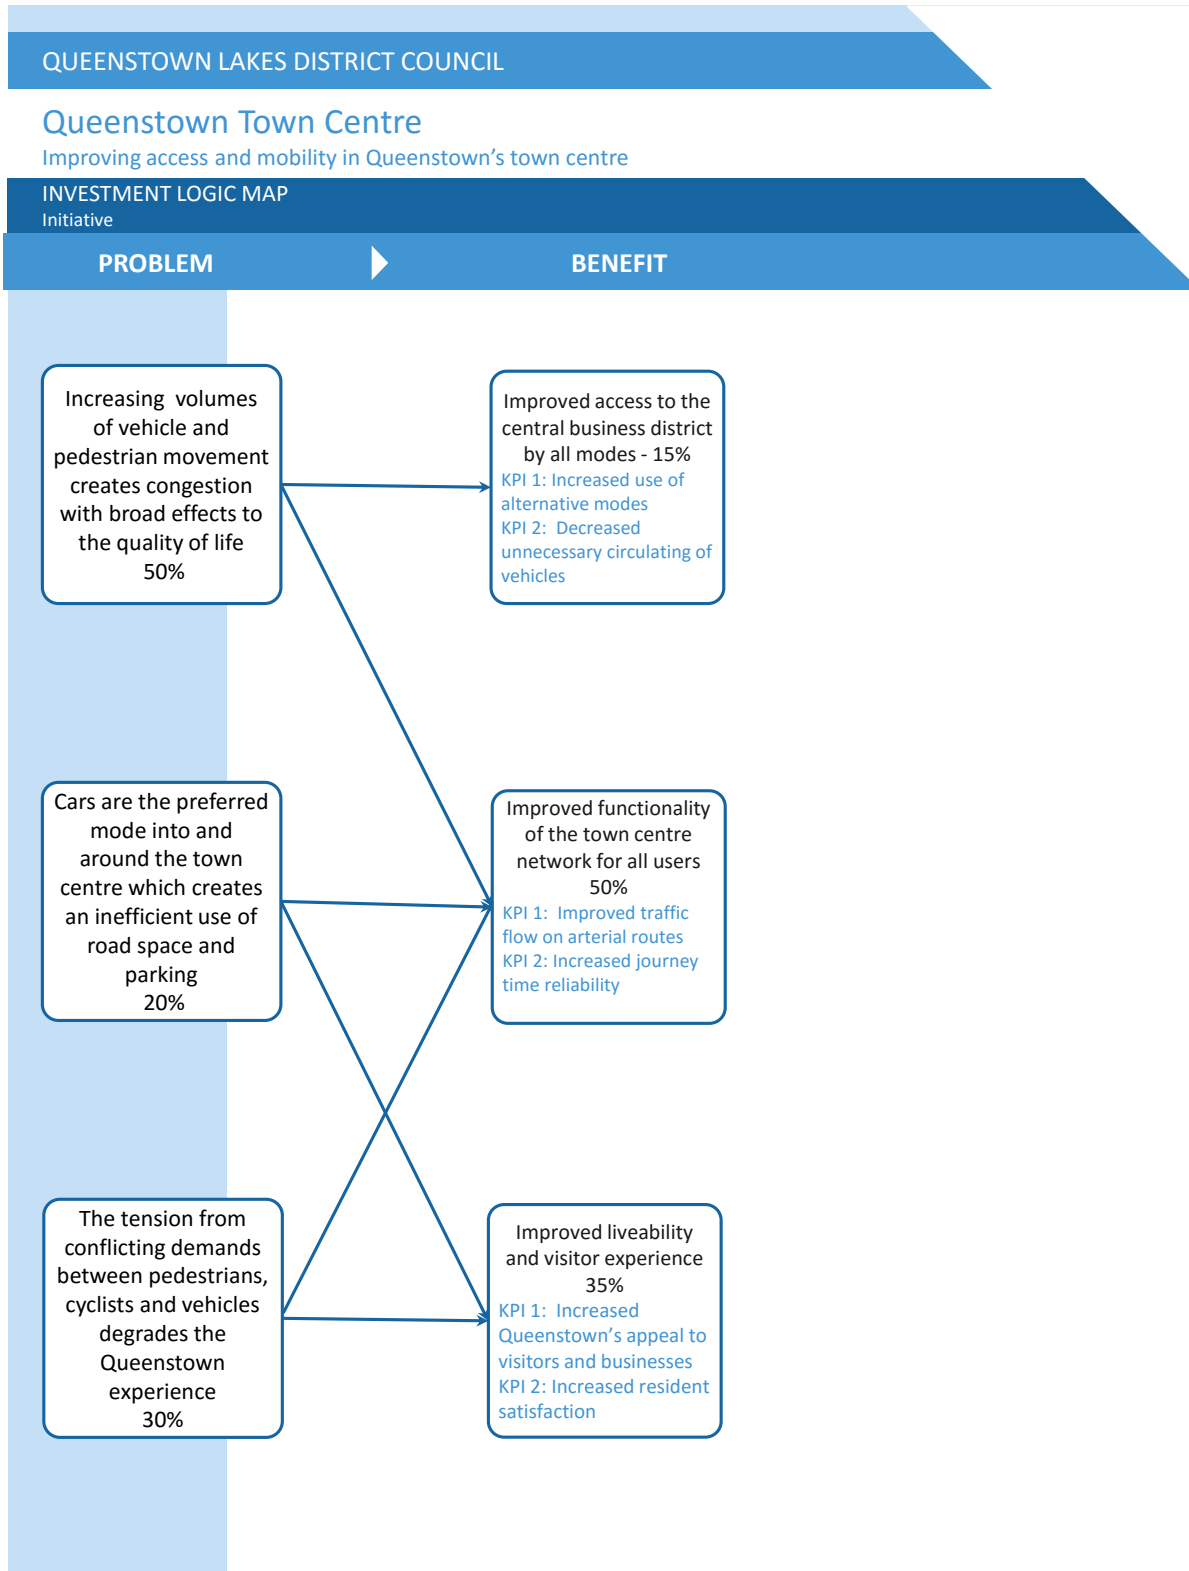 QUEENSTOWN LAKES DISTRICT COUNCIL
Queenstown Town Centre
Improving access and mobility in Queenstown’s town centre
INVESTMENT LOGIC MAP
Initiative
PROBLEM
BENEFIT
Increasing volumes
of vehicle and
pedestrian movement
creates congestion
with broad effects to
the quality of life
50%
Improved access to the
central business district
by all modes - 15%
KPI 1: Increased use of
alternative modes
KPI 2: Decreased
unnecessary circulating of
vehicles
Cars are the preferred
mode into and
around the town
centre which creates
an inefficient use of
road space and
parking
20%
Improved functionality
of the town centre
network for all users
50%
KPI 1: Improved traffic
flow on arterial routes
KPI 2: Increased journey
time reliability
The tension from
conflicting demands
between pedestrians,
cyclists and vehicles
degrades the
Queenstown
experience
30%
Improved liveability
and visitor experience
35%
KPI 1: Increased
Queenstown’s appeal to
visitors and businesses
KPI 2: Increased resident
satisfaction